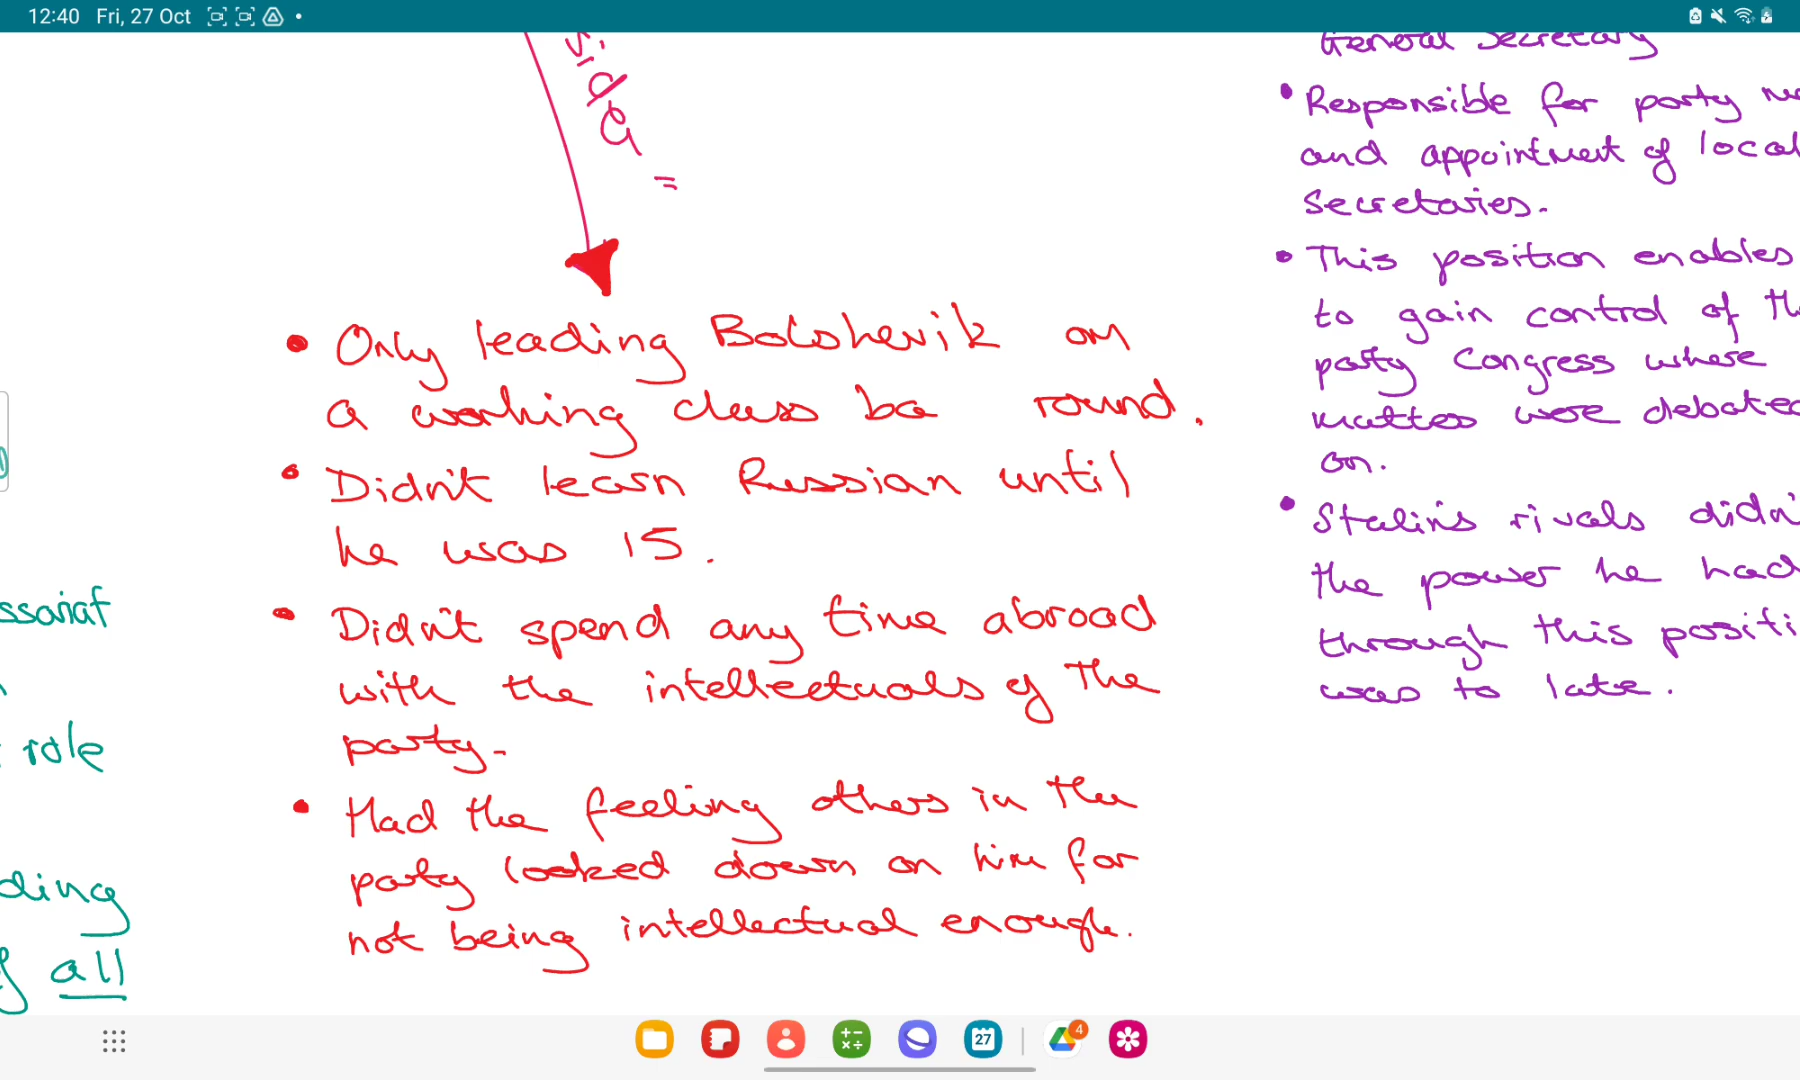 12:40 Fri, 27 Oct
sider =
• Only leading Bolshevik on
a working class ba round.
• Didn't learn Russian until
he was 15.
• Didn't spend any time abroad
with the intellectuals of the
party.
• Had the feeling others in the
party looked down on him for
not being intellectual enough.
General Secretary
• Responsible for party
and appointment of local
secretaries.
• This position enables
to gain control of th
party Congress where
matters were debated
on.
• Stalin's rivals didn'
the power he had
through this positi
was to late.
ssariat
role
ding
f all
27
4